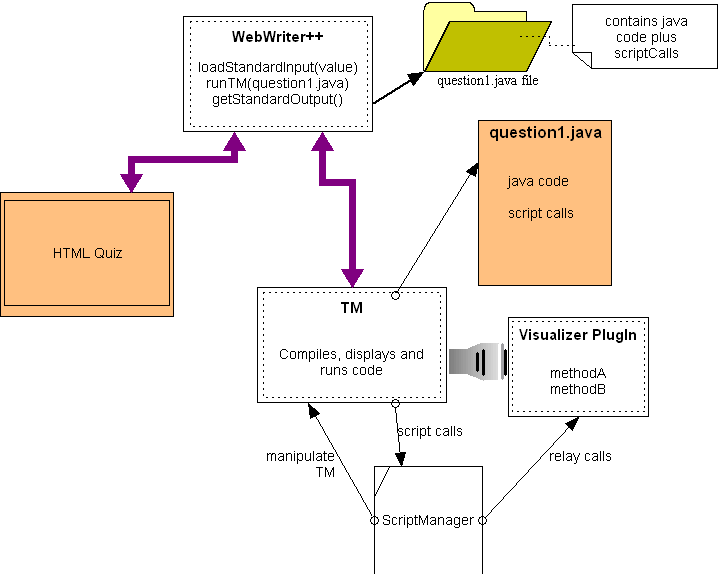 WebWriter++
loadStandardInput(value)
runTM(question1.java)
getStandardOutput()
question1.java file
contains java
code plus
scriptCalls
question1.java
java code
script calls
HTML Quiz
TM
Compiles, displays and
runs code
Visualizer PlugIn
methodA
methodB
script calls
manipulate
TM
relay calls
ScriptManager